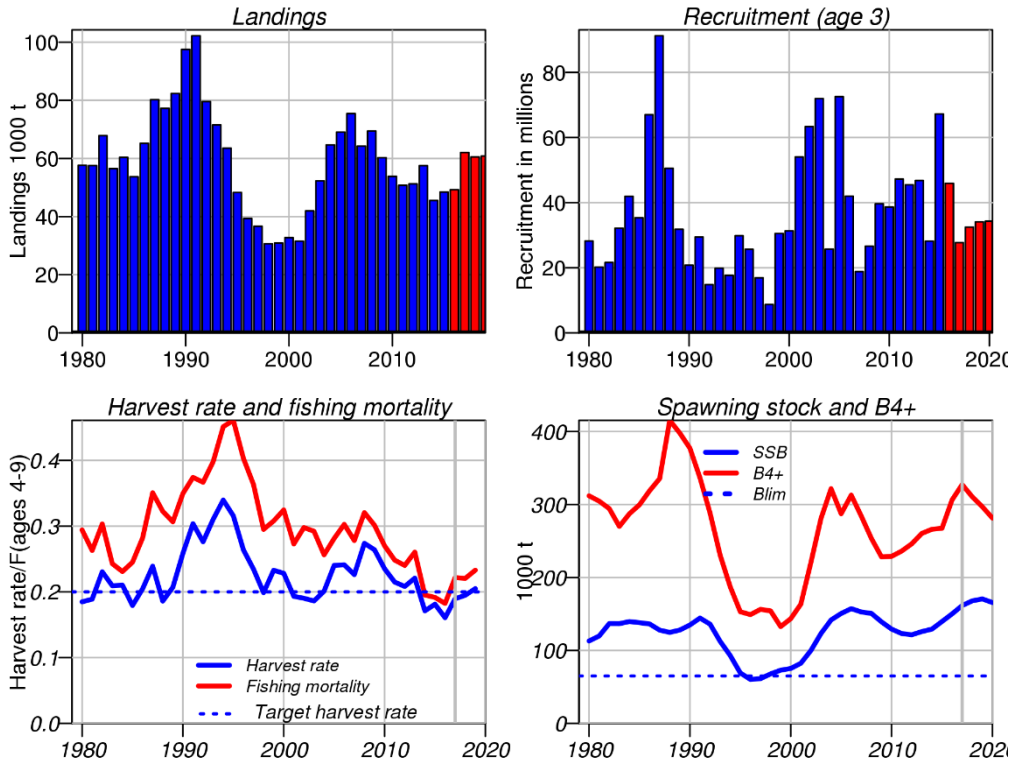 Landings
Landings 1000 t
100
80
60
40
20
0
1980
1990
2000
2010
Recruitment (age 3)
Recruitment in millions
80
60
40
20
0
1980
1990
2000
2010
2020
Harvest rate and fishing mortality
Harvest rate/F(ages 4-9)
0.4
0.3
0.2
0.1
0.0
Harvest rate
Fishing mortality
Target harvest rate
1980
1990
2000
2010
2020
Spawning stock and B4+
1000 t
400
300
200
100
0
SSB
B4+
Blim
1980
1990
2000
2010
2020